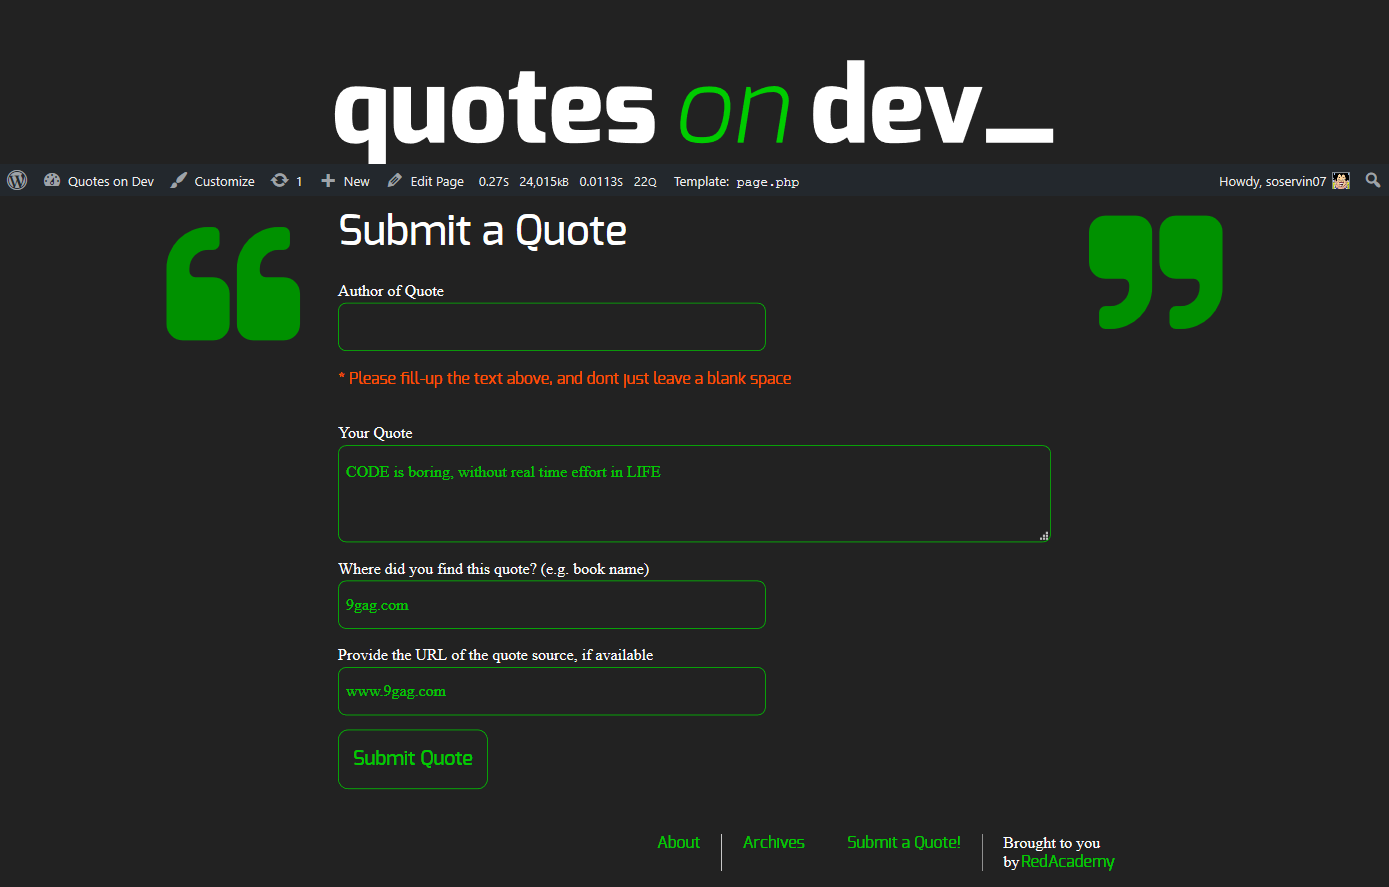 quotes on dev_
Quotes on Dev Customize 1 New Edit Page 0.27S 24,015KB 0.0113S 22Q Template: page.php Howdy, soservin07
Submit a Quote
Author of Quote
* Please fill-up the text above, and dont just leave a blank space
Your Quote
CODE is boring, without real time effort in LIFE
Where did you find this quote? (e.g. book name)
9gag.com
Provide the URL of the quote source, if available
www.9gag.com
Submit Quote
About Archives Submit a Quote! Brought to you
by RedAcademy